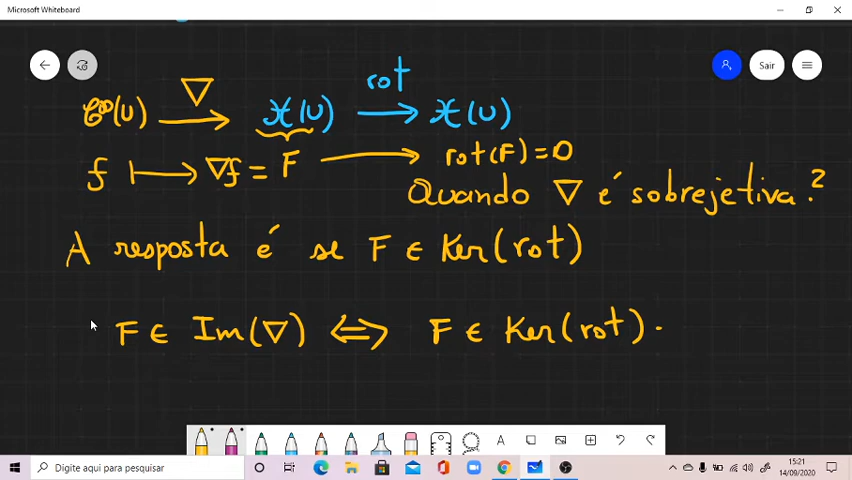 Microsoft Whiteboard
Sair
∇ rot
C^∞(U) ⟶ 𝔛(U) ⟶ 𝔛(U)
f ⟼ ∇f = F ⟶ rot(F)=0
Quando ∇ é sobrejetiva?
A resposta é se F ∈ Ker(rot)
F ∈ Im(∇) ⟺ F ∈ Ker(rot).
Digite aqui para pesquisar
15:21
14/09/2020